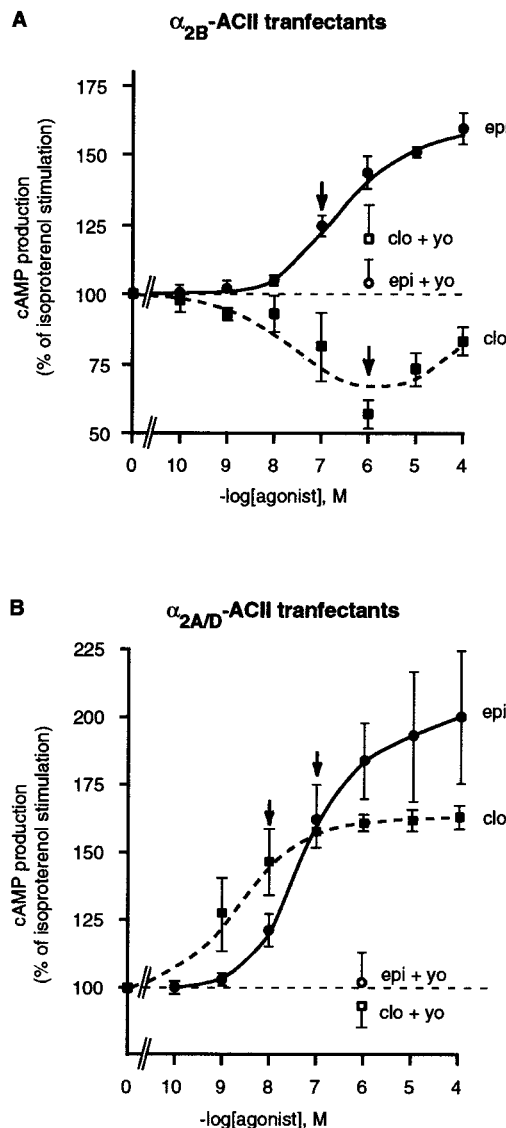 A
α2B-ACII tranfectants
cAMP production
(% of isoproterenol stimulation)
175
150
125
100
75
50
epi
clo + yo
epi + yo
clo
0 10 9 8 7 6 5 4
-log[agonist], M
B
α2A/D-ACII tranfectants
cAMP production
(% of isoproterenol stimulation)
225
200
175
150
125
100
epi
clo
epi + yo
clo + yo
0 10 9 8 7 6 5 4
-log[agonist], M